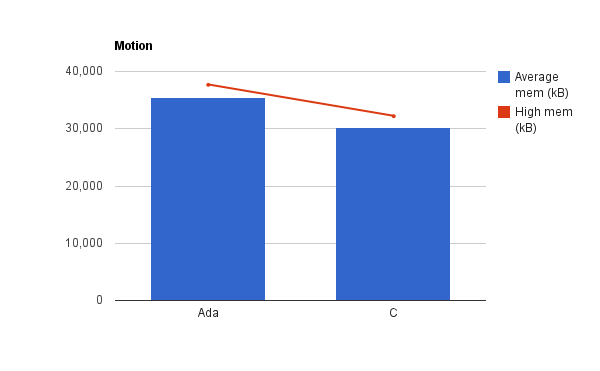 Motion
40,000
30,000
20,000
10,000
0
Ada
C
Average
mem (kB)
High mem
(kB)